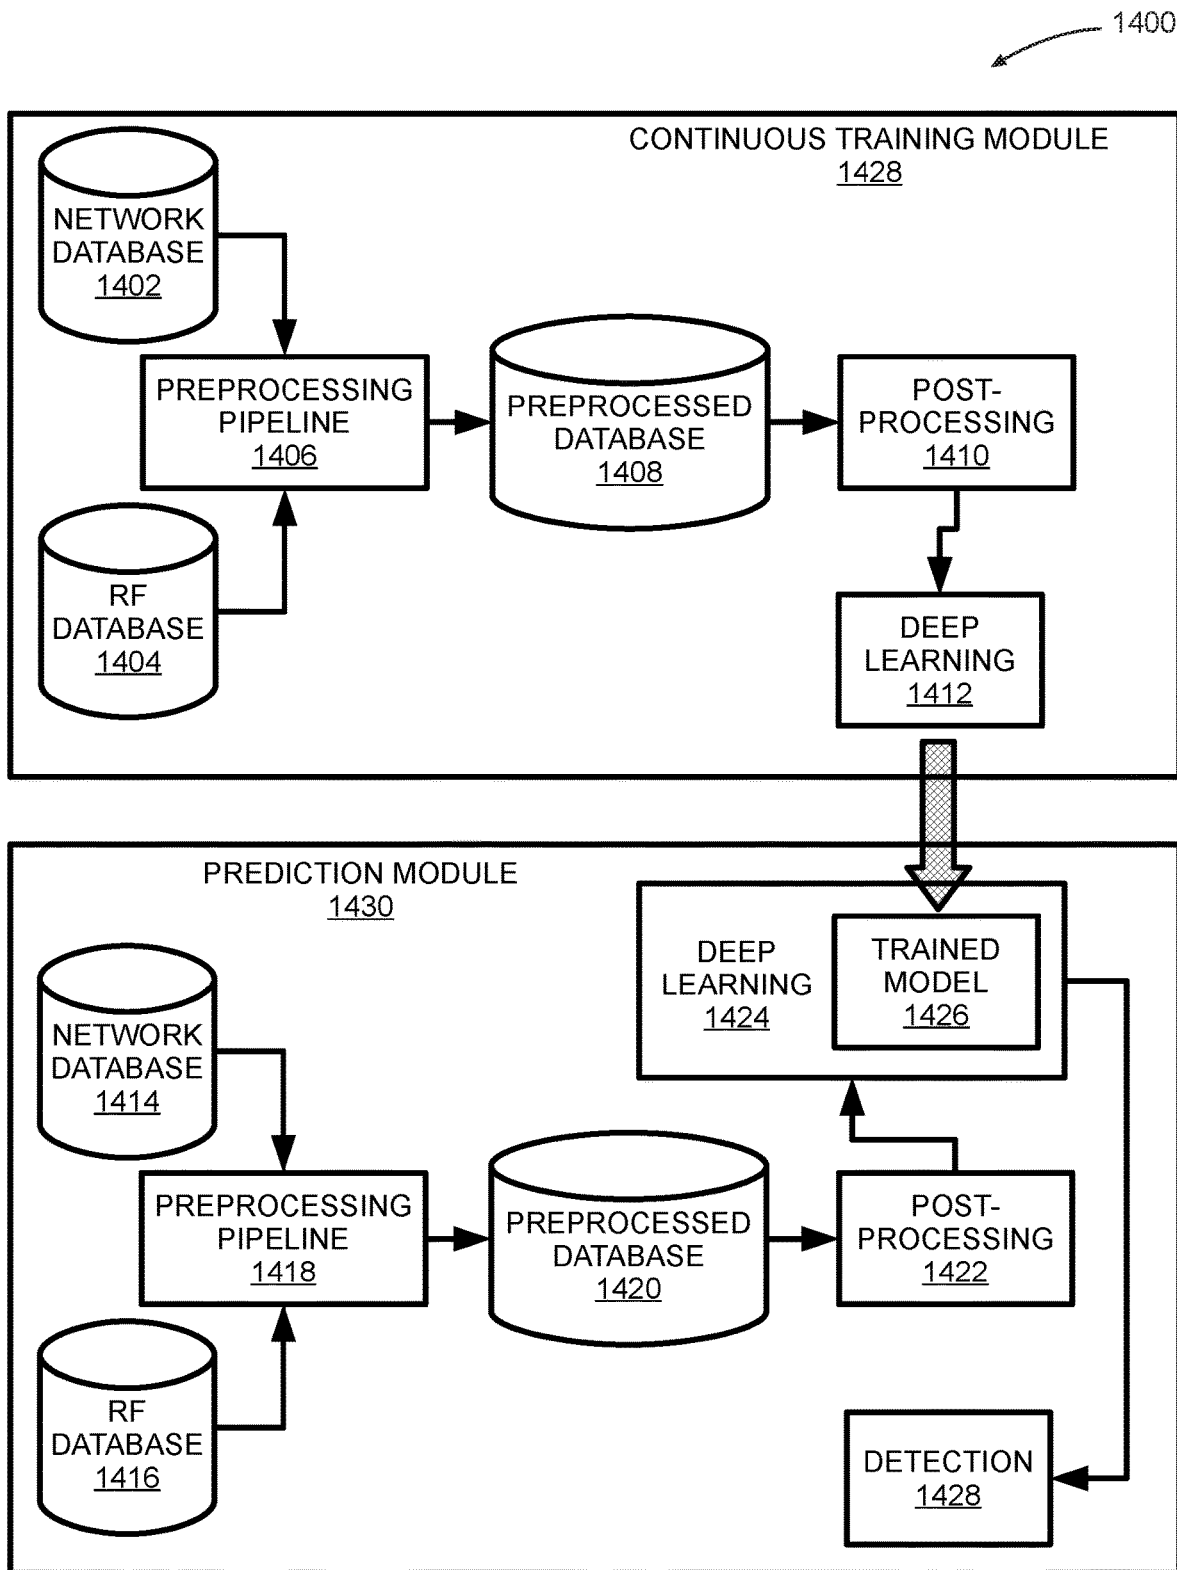 1400
CONTINUOUS TRAINING MODULE
1428
NETWORK
DATABASE
1402
PREPROCESSING
PIPELINE
1406
PREPROCESSED
DATABASE
1408
POST-
PROCESSING
1410
RF
DATABASE
1404
DEEP
LEARNING
1412
PREDICTION MODULE
1430
DEEP
LEARNING
1424
TRAINED
MODEL
1426
NETWORK
DATABASE
1414
PREPROCESSING
PIPELINE
1418
PREPROCESSED
DATABASE
1420
POST-
PROCESSING
1422
RF
DATABASE
1416
DETECTION
1428